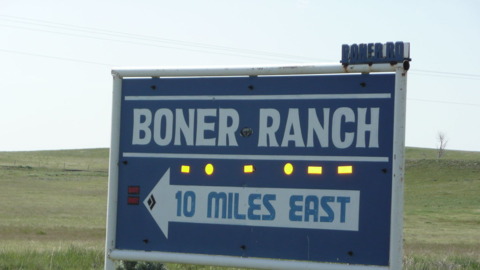 BONER RD
BONER RANCH
10 MILES EAST